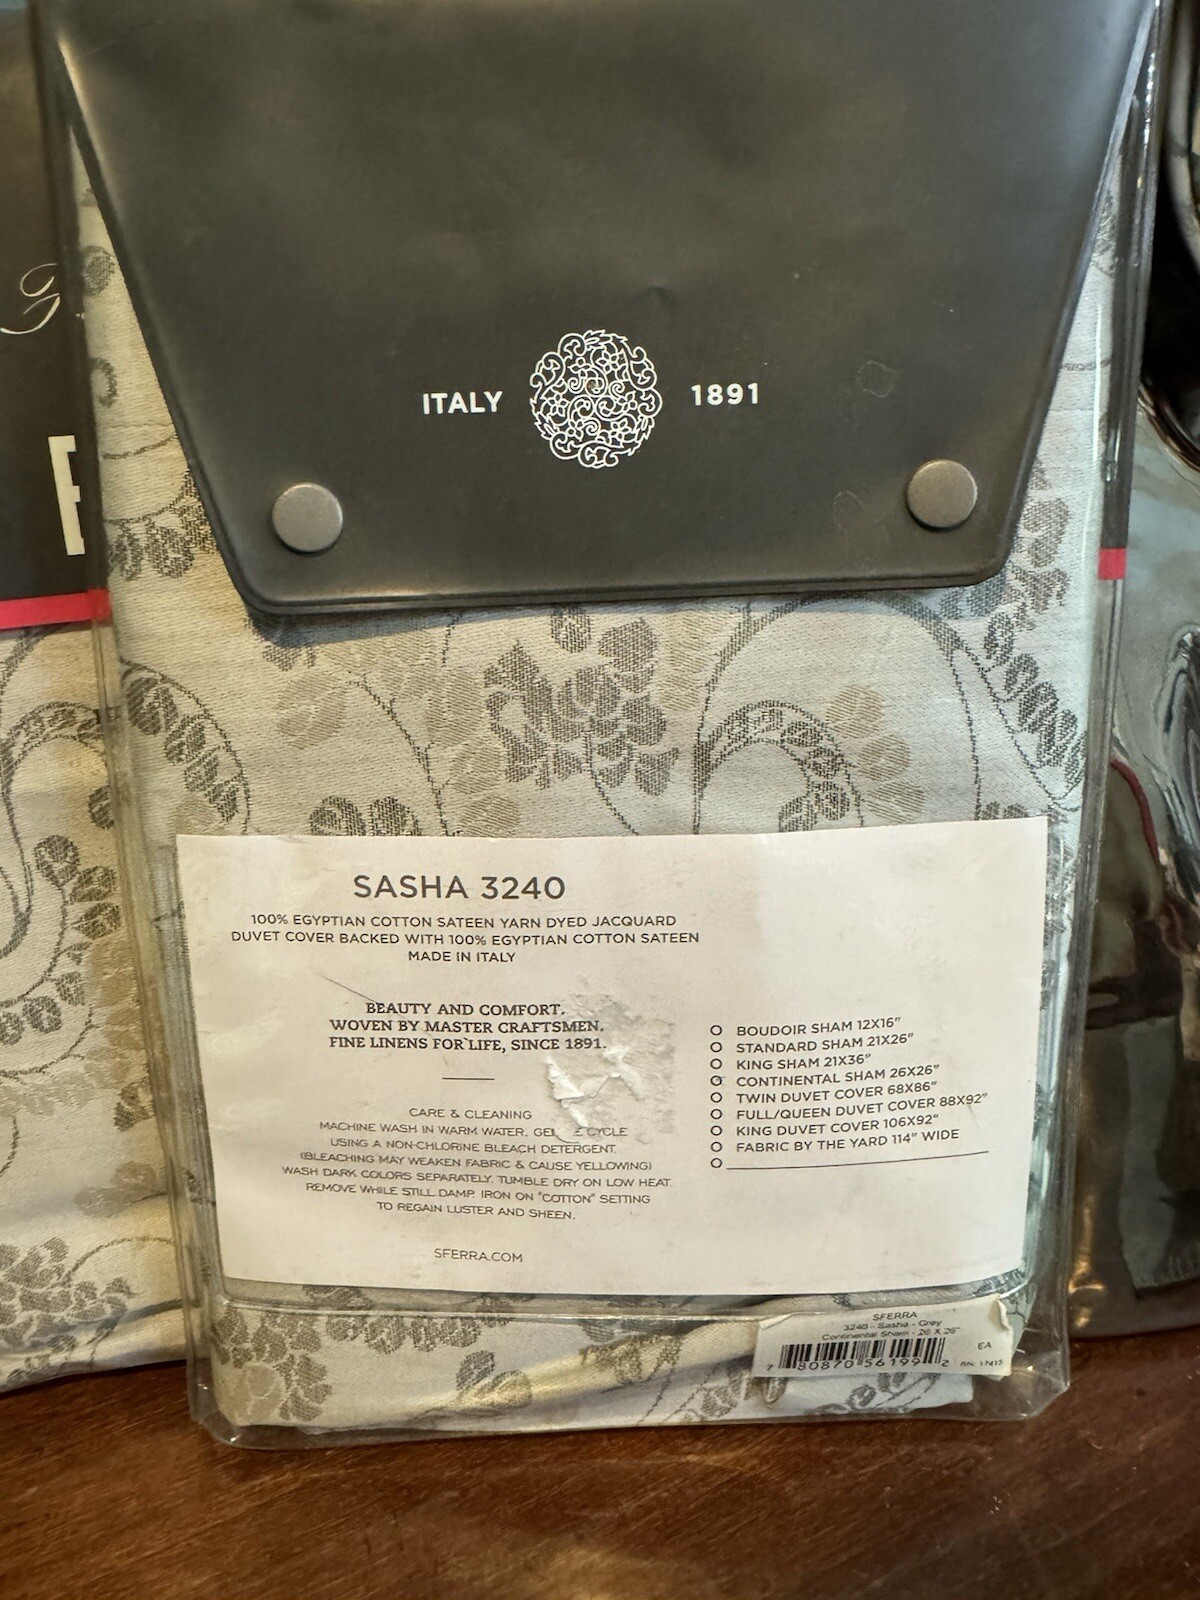 ITALY 1891
SASHA 3240
100% EGYPTIAN COTTON SATEEN YARN DYED JACQUARD
DUVET COVER BACKED WITH 100% EGYPTIAN COTTON SATEEN
MADE IN ITALY
BEAUTY AND COMFORT.
WOVEN BY MASTER CRAFTSMEN.
FINE LINENS FOR LIFE, SINCE 1891.
CARE & CLEANING
MACHINE WASH IN WARM WATER, CYCLE
USING A NON-CHLORINE BLEACH DETERGENT.
(BLEACHING MAY WEAKEN FABRIC & CAUSE YELLOWING)
WASH DARK COLORS SEPARATELY. TUMBLE DRY ON LOW HEAT.
REMOVE WHILE STILL DAMP. IRON ON "COTTON" SETTING
TO REGAIN LUSTER AND SHEEN.
SFERRA.COM
BOUDOIR SHAM 12X16"
STANDARD SHAM 21X26"
KING SHAM 21X36"
CONTINENTAL SHAM 26X26"
TWIN DUVET COVER 68X86"
FULL/QUEEN DUVET COVER 88X92"
KING DUVET COVER 106X92"
FABRIC BY THE YARD 114" WIDE
SFERRA
3240 - Sasha - Grey
Continental Sham - 26 X 26"
EA
7 80870 56199 2